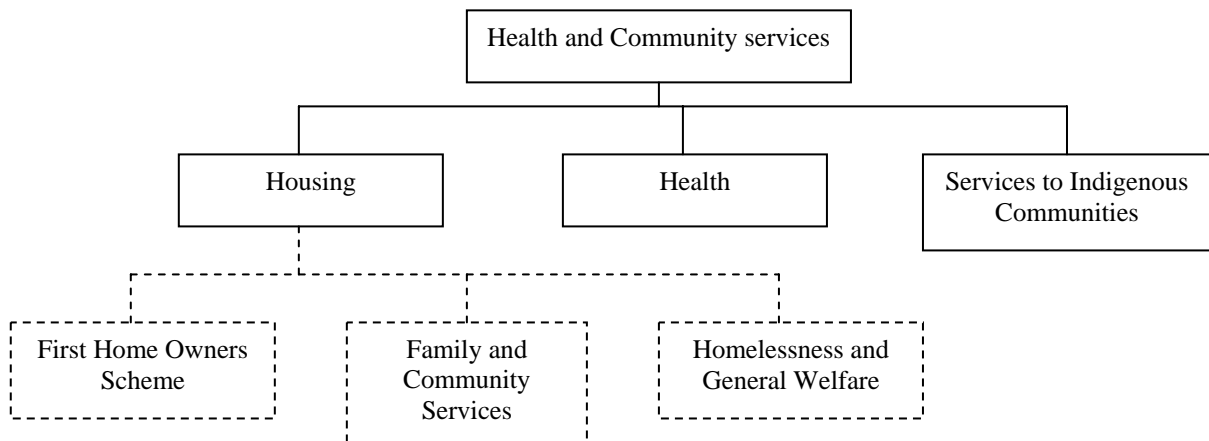 Health and Community services
Housing
Health
Services to Indigenous
Communities
First Home Owners
Scheme
Family and
Community
Services
Homelessness and
General Welfare